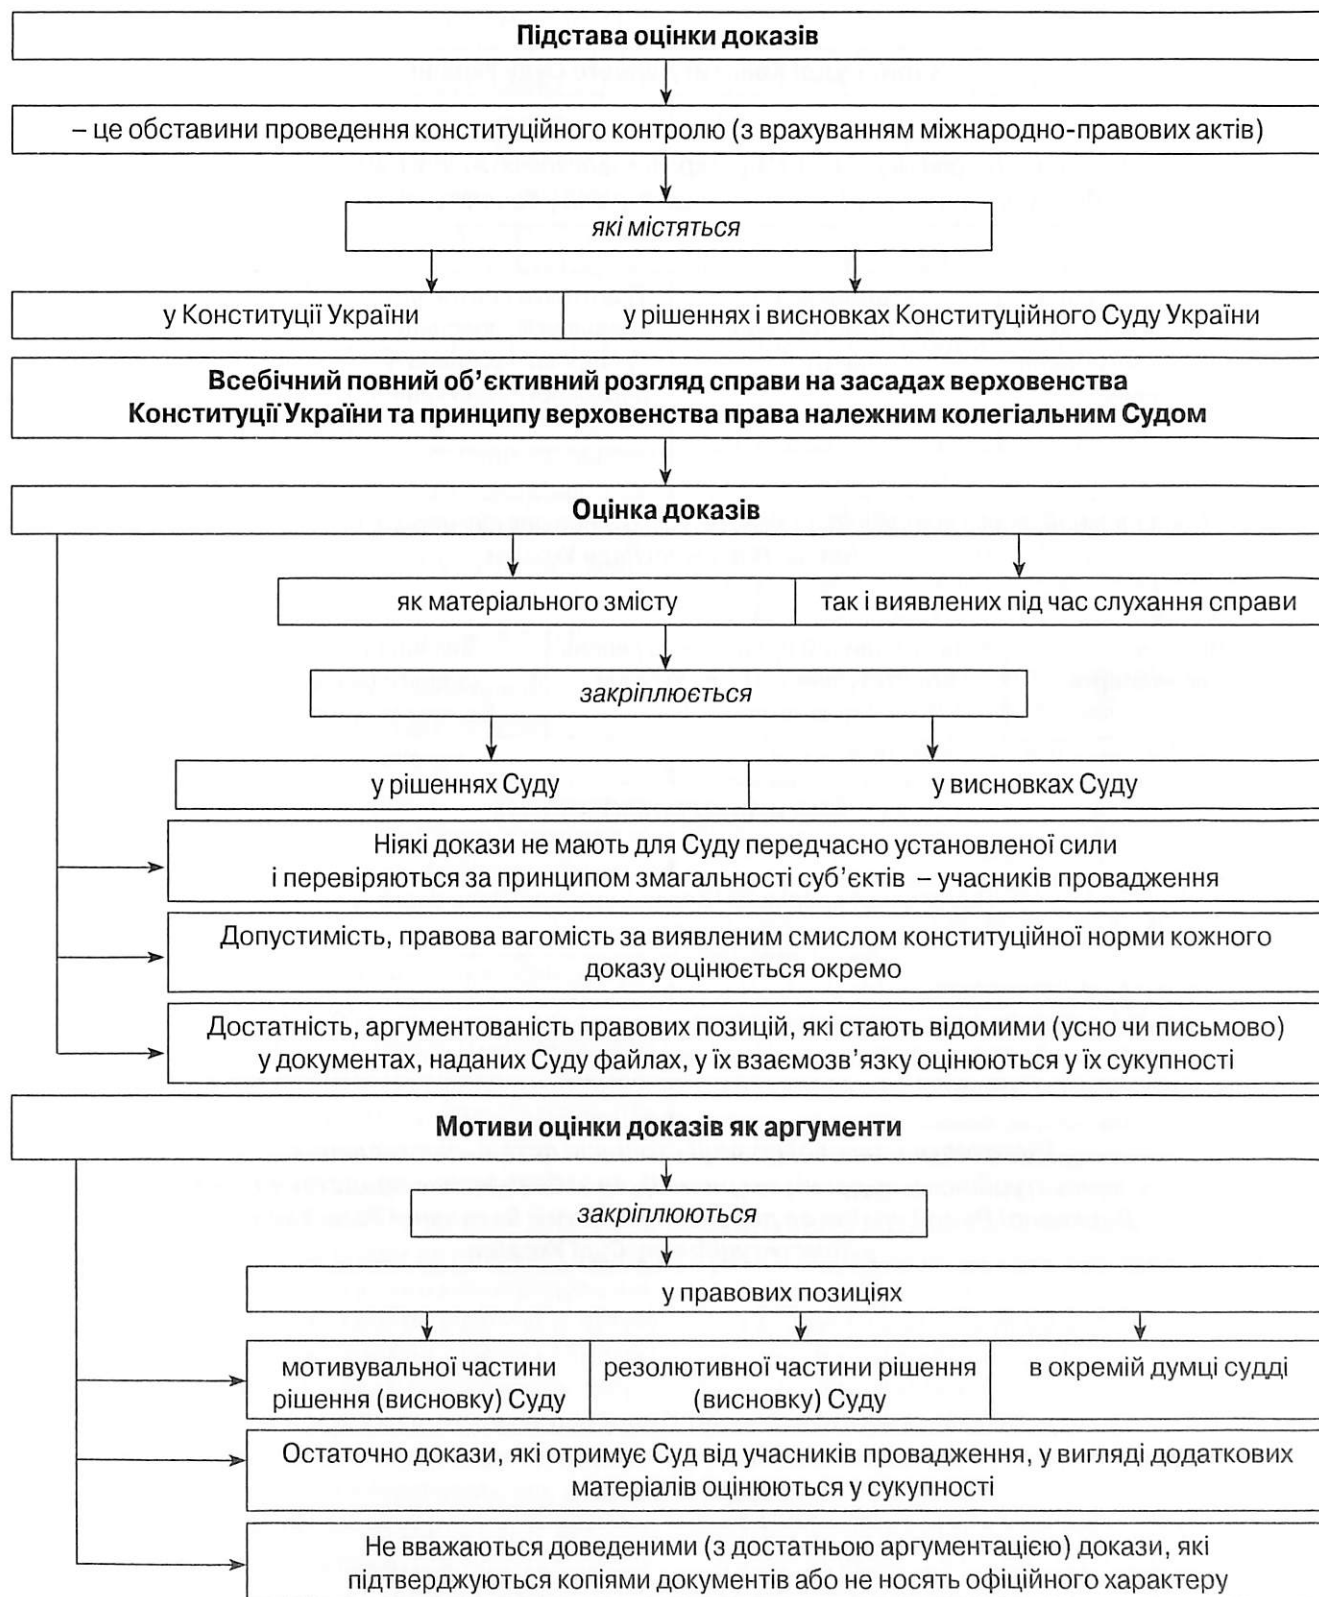 Підстава оцінки доказів
– це обставини проведення конституційного контролю (з врахуванням міжнародно-правових актів)
які містяться
у Конституції України
у рішеннях і висновках Конституційного Суду України
Всебічний повний об’єктивний розгляд справи на засадах верховенства
Конституції України та принципу верховенства права належним колегіальним Судом
Оцінка доказів
як матеріального змісту
так і виявлених під час слухання справи
закріплюється
у рішеннях Суду
у висновках Суду
Ніякі докази не мають для Суду передчасно установленої сили
і перевіряються за принципом змагальності суб’єктів – учасників провадження
Допустимість, правова вагомість за виявленим смислом конституційної норми кожного
доказу оцінюється окремо
Достатність, аргументованість правових позицій, які стають відомими (усно чи письмово)
у документах, наданих Суду файлах, у їх взаємозв’язку оцінюються у їх сукупності
Мотиви оцінки доказів як аргументи
закріплюються
у правових позиціях
мотивувальної частини
рішення (висновку) Суду
резолютивної частини рішення
(висновку) Суду
в окремій думці судді
Остаточно докази, які отримує Суд від учасників провадження, у вигляді додаткових
матеріалів оцінюються у сукупності
Не вважаються доведеними (з достатньою аргументацією) докази, які
підтверджуються копіями документів або не носять офіційного характеру